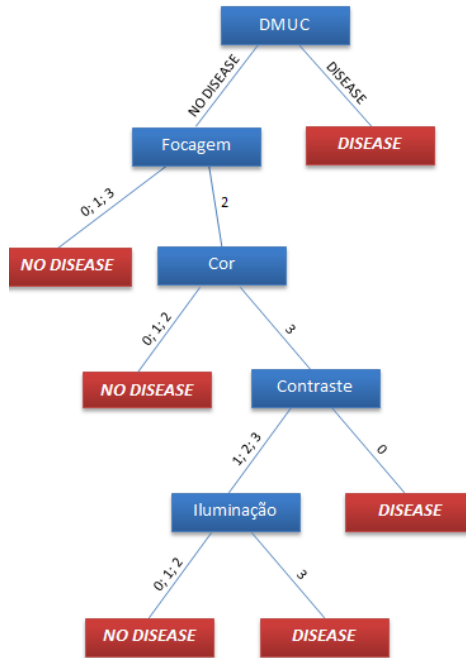 DMUC
NO DISEASE
DISEASE
Focagem
DISEASE
0; 1; 3
2
NO DISEASE
Cor
0; 1; 2
3
NO DISEASE
Contraste
1; 2; 3
0
Iluminação
DISEASE
0; 1; 2
3
NO DISEASE
DISEASE